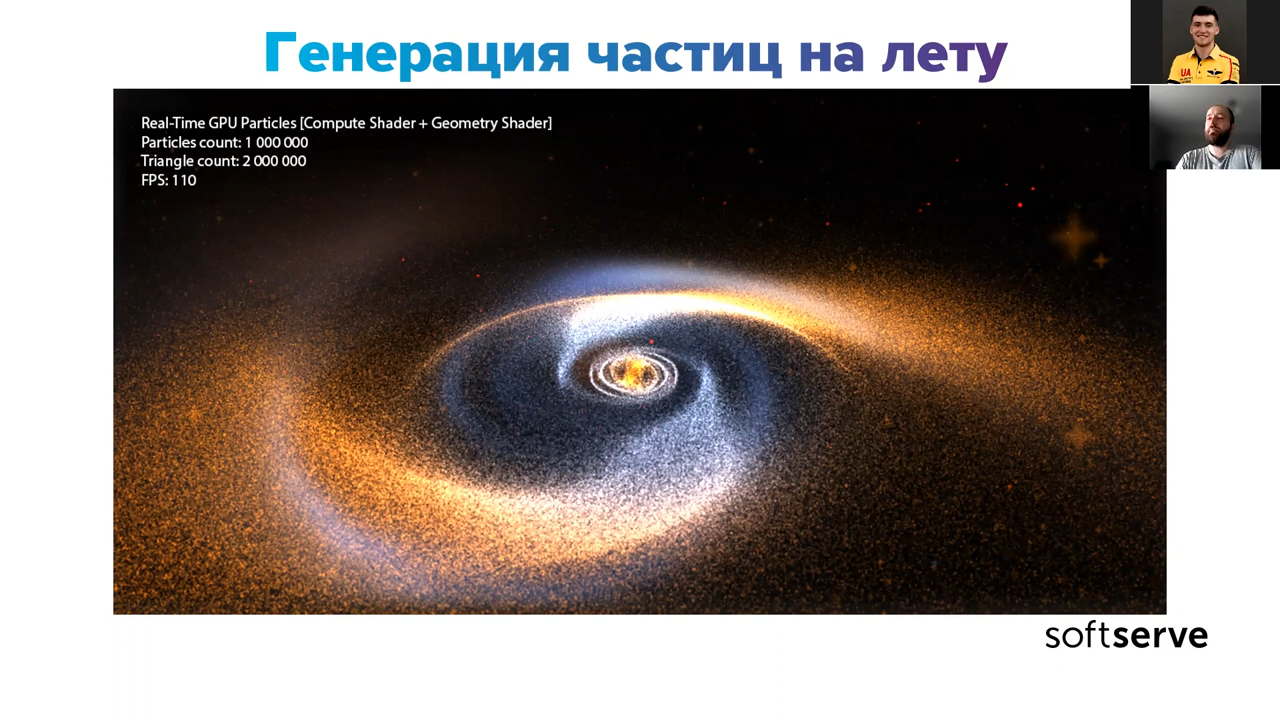 Генерация частиц на лету
Real-Time GPU Particles [Compute Shader + Geometry Shader]
Particles count: 1 000 000
Triangle count: 2 000 000
FPS: 110
UA
softserve